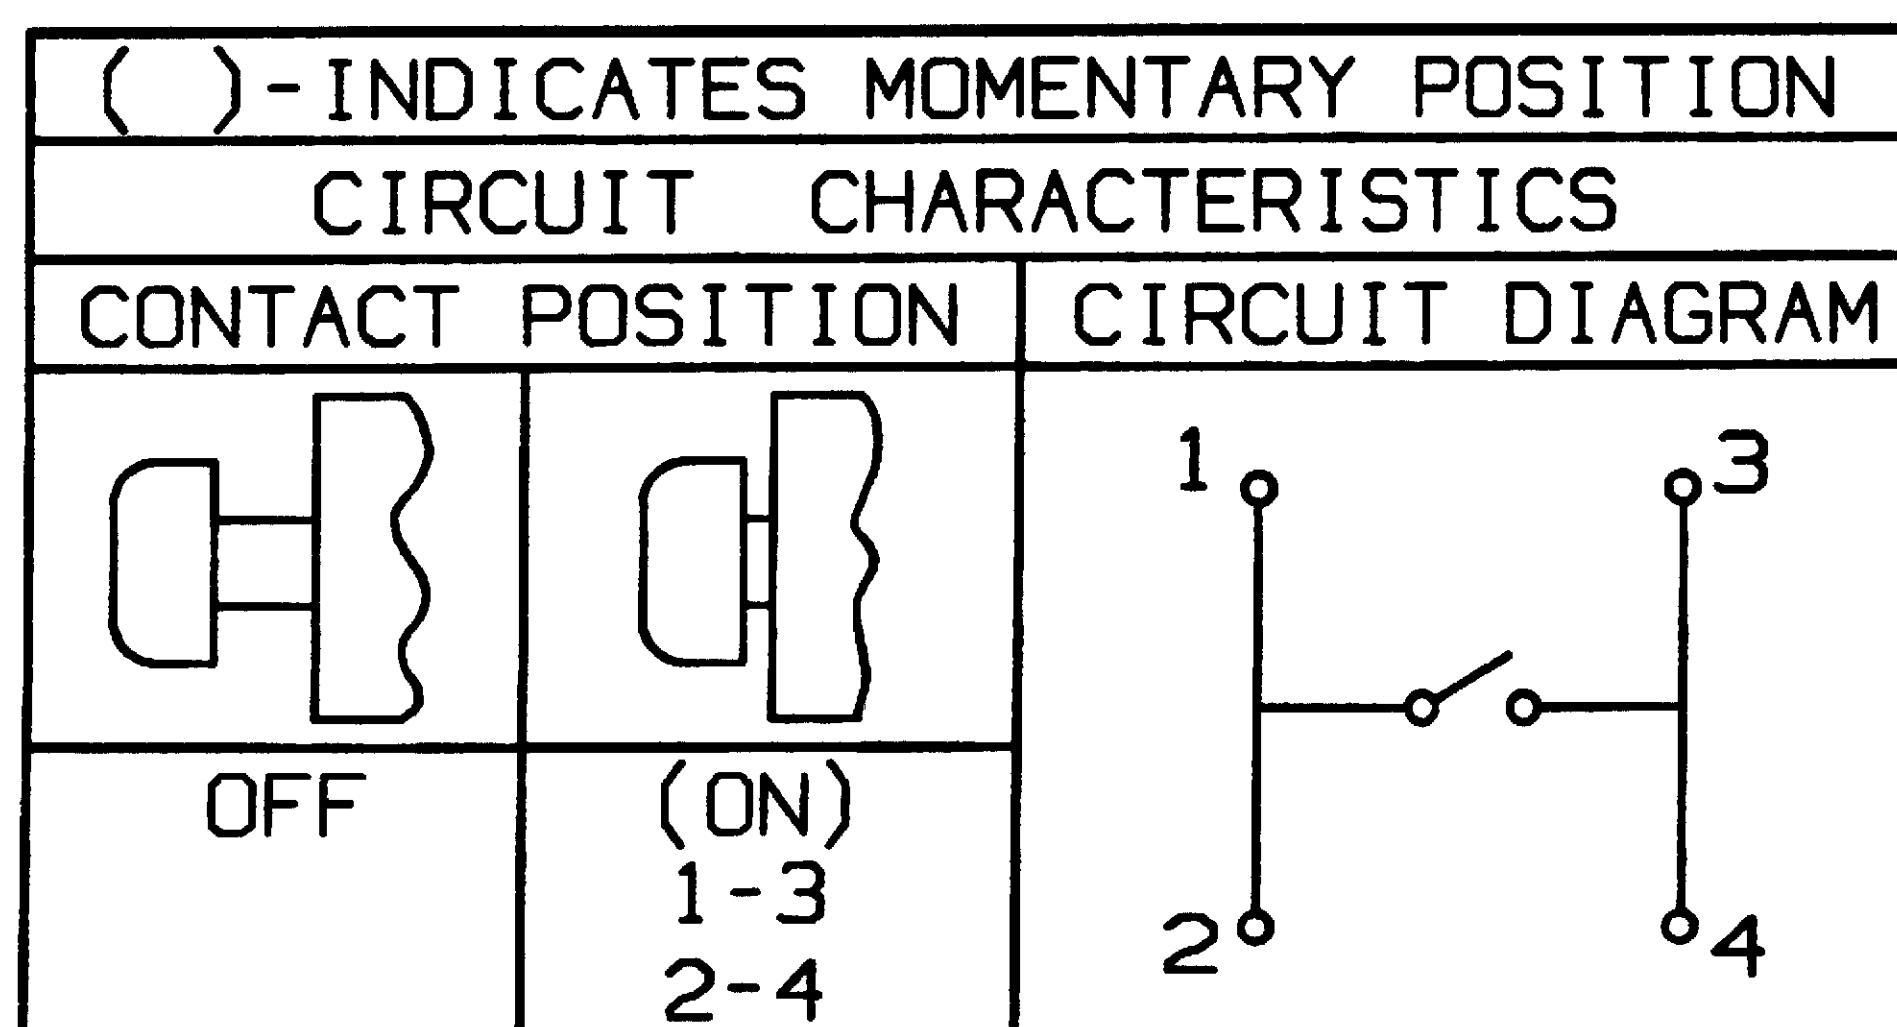 ( )-INDICATES MOMENTARY POSITION
CIRCUIT CHARACTERISTICS
CONTACT POSITION
CIRCUIT DIAGRAM
OFF
(ON)
1-3
2-4
1
3
2
4